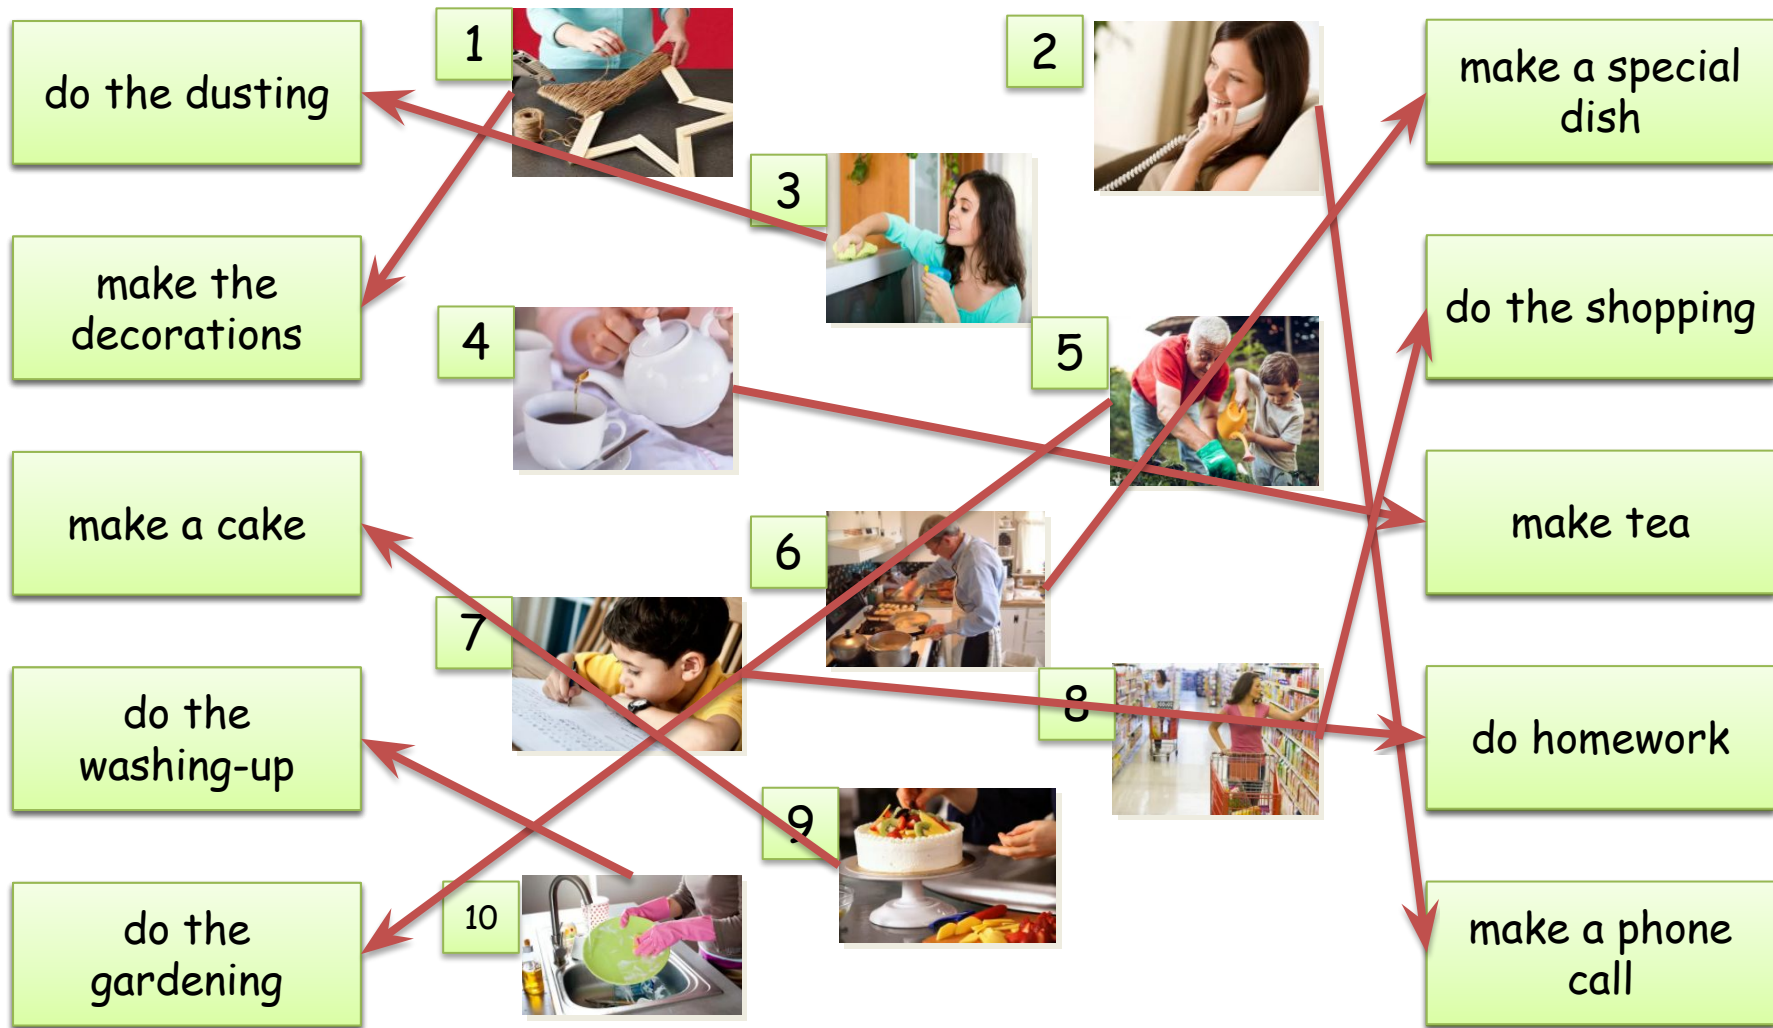 do the dusting
make the
decorations
make a cake
do the
washing-up
do the
gardening
1
2
3
4
5
6
7
8
9
10
make a special
dish
do the shopping
make tea
do homework
make a phone
call